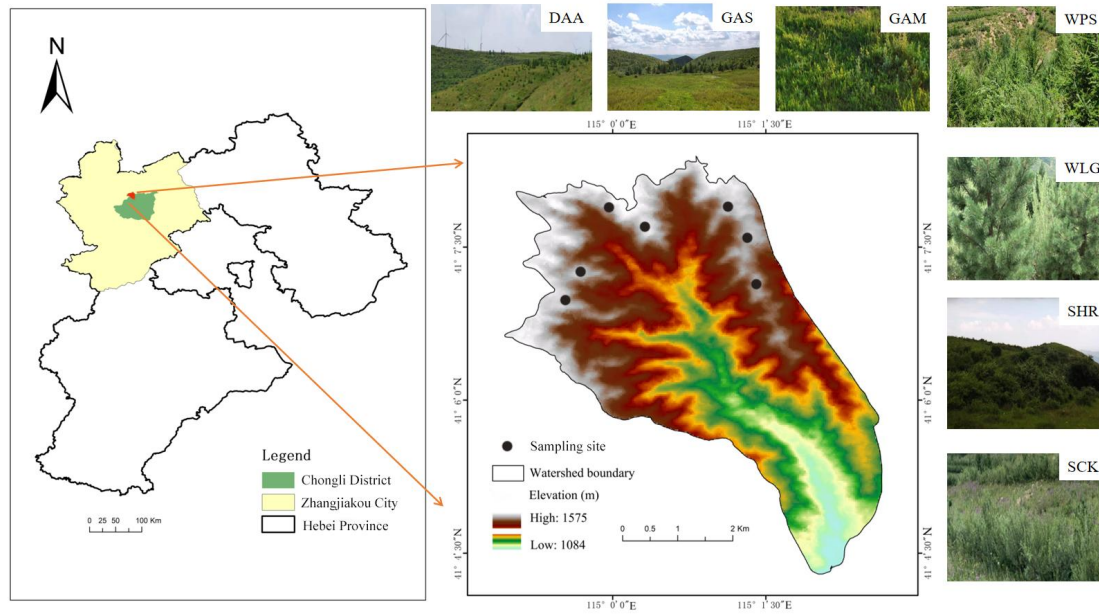 N
Legend
Chongli District
Zhangjiakou City
Hebei Province
0 25 50 100 Km
DAA
GAS
GAM
WPS
WLG
SHR
SCK
115° 0′0″E
115° 1′30″E
41° 7′30″N
41° 6′0″N
41° 4′30″N
41° 7′30″N
41° 6′0″N
41° 4′30″N
115° 0′0″E
115° 1′30″E
Sampling site
Watershed boundary
Elevation (m)
High: 1575
Low: 1084
0 0.5 1 2 Km